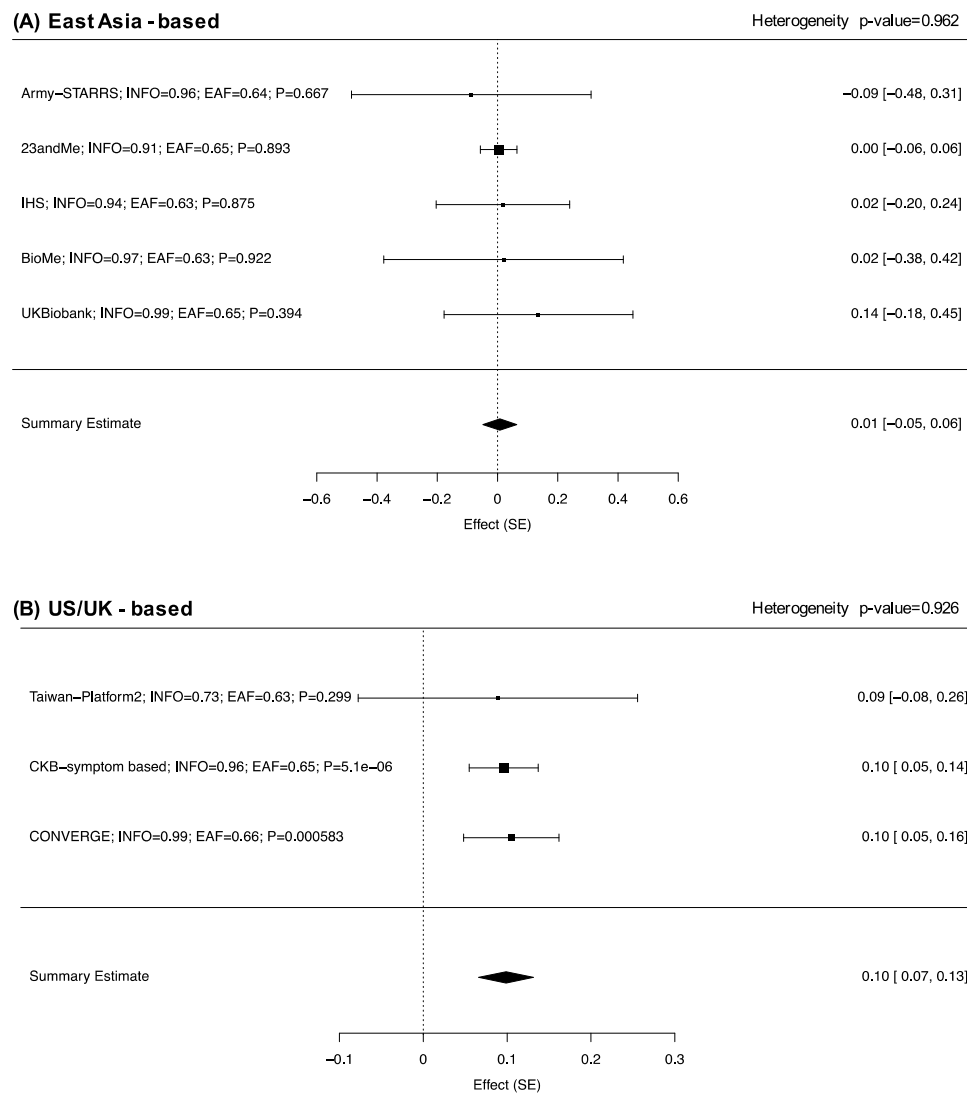 (A) East Asia - based Heterogeneity p-value=0.962
Army−STARRS; INFO=0.96; EAF=0.64; P=0.667 −0.09 [−0.48, 0.31]
23andMe; INFO=0.91; EAF=0.65; P=0.893 0.00 [−0.06, 0.06]
IHS; INFO=0.94; EAF=0.63; P=0.875 0.02 [−0.20, 0.24]
BioMe; INFO=0.97; EAF=0.63; P=0.922 0.02 [−0.38, 0.42]
UKBiobank; INFO=0.99; EAF=0.65; P=0.394 0.14 [−0.18, 0.45]
Summary Estimate 0.01 [−0.05, 0.06]
−0.6 −0.4 −0.2 0 0.2 0.4 0.6
Effect (SE)
(B) US/UK - based Heterogeneity p-value=0.926
Taiwan−Platform2; INFO=0.73; EAF=0.63; P=0.299 0.09 [−0.08, 0.26]
CKB−symptom based; INFO=0.96; EAF=0.65; P=5.1e−06 0.10 [ 0.05, 0.14]
CONVERGE; INFO=0.99; EAF=0.66; P=0.000583 0.10 [ 0.05, 0.16]
Summary Estimate 0.10 [ 0.07, 0.13]
−0.1 0 0.1 0.2 0.3
Effect (SE)